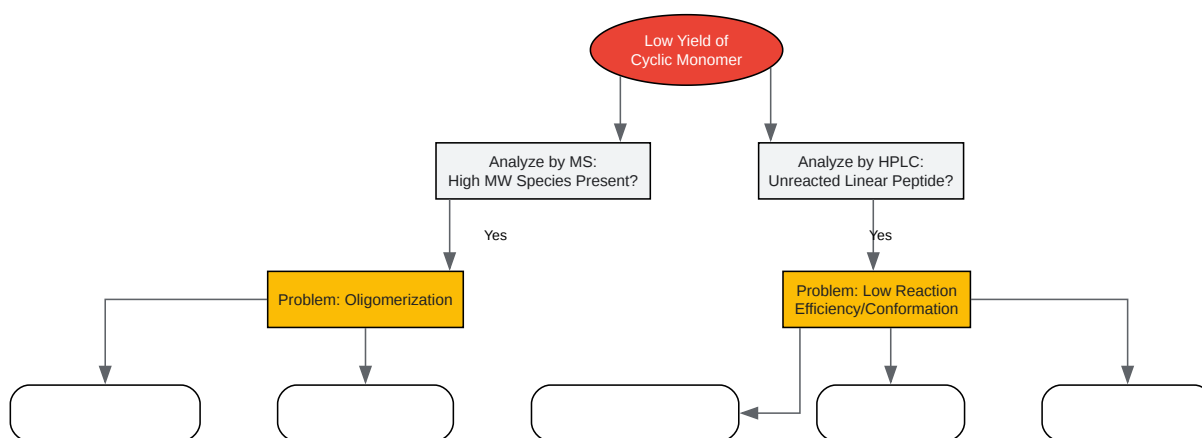 Low Yield of
Cyclic Monomer
Analyze by MS:
High MW Species Present?
Analyze by HPLC:
Unreacted Linear Peptide?
Yes
Yes
Problem: Oligomerization
Problem: Low Reaction
Efficiency/Conformation